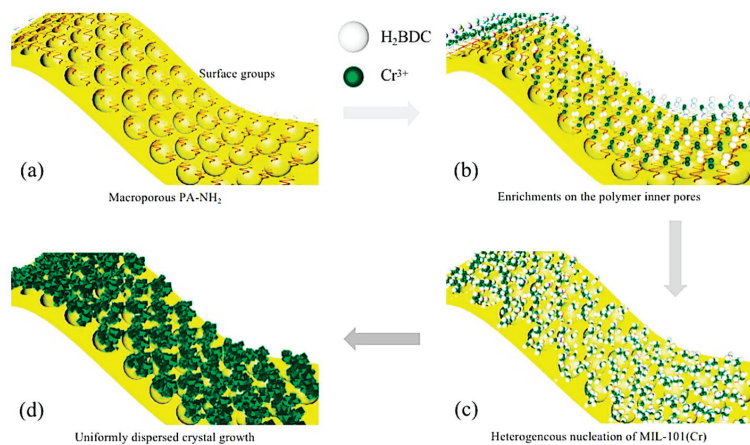 H₂BDC
Surface groups
Cr³⁺
(a)
(b)
Macroporous PA-NH₂
Enrichments on the polymer inner pores
(d)
(c)
Uniformly dispersed crystal growth
Heterogencous nucleation of MIL-101(Cr)